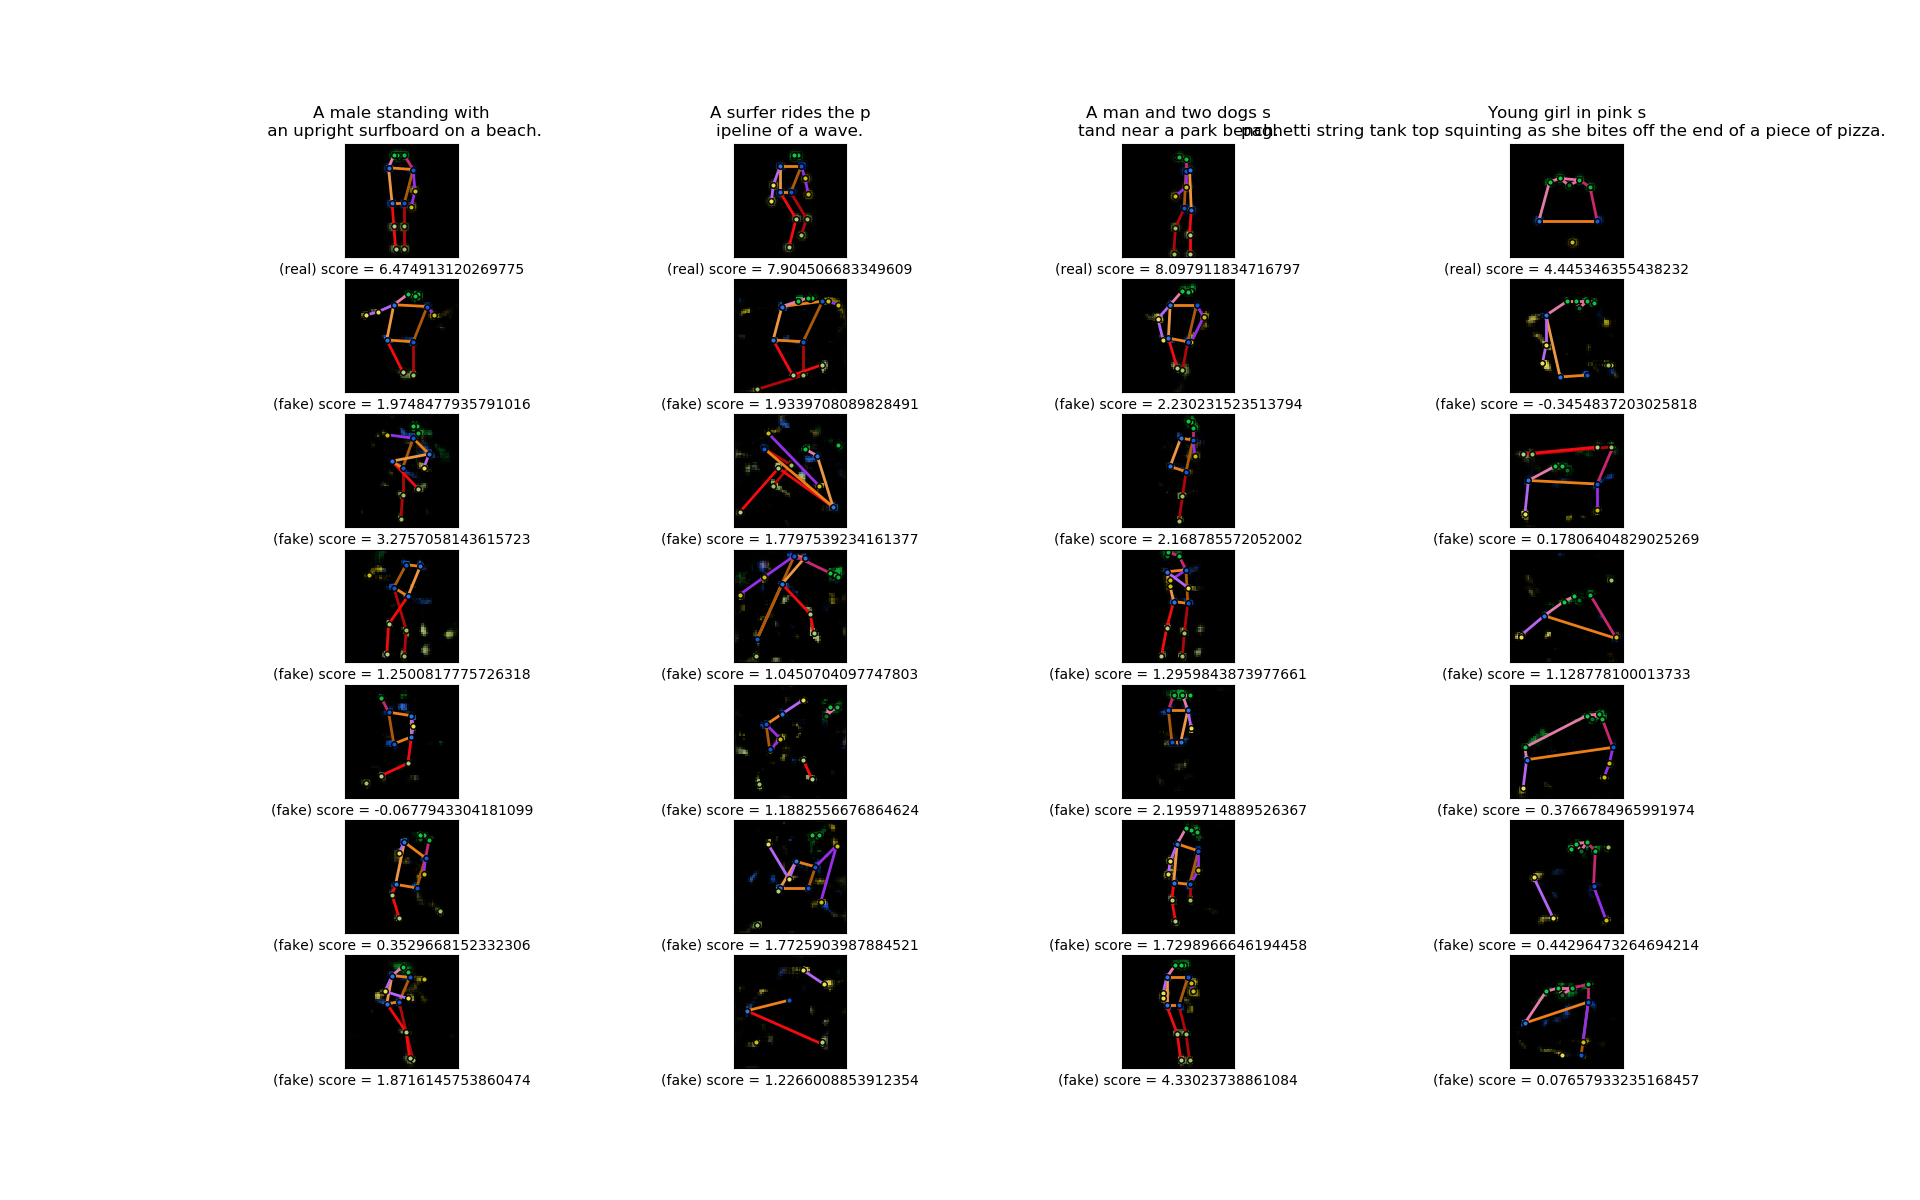 A male standing with
an upright surfboard on a beach.
A surfer rides the p
ipeline of a wave.
A man and two dogs s
tand near a park bench.
Young girl in pink s
paghetti string tank top squinting as she bites off the end of a piece of pizza.
(real) score = 6.474913120269775
(real) score = 7.904506683349609
(real) score = 8.097911834716797
(real) score = 4.445346355438232
(fake) score = 1.9748477935791016
(fake) score = 1.9339708089828491
(fake) score = 2.230231523513794
(fake) score = -0.3454837203025818
(fake) score = 3.2757058143615723
(fake) score = 1.7797539234161377
(fake) score = 2.168785572052002
(fake) score = 0.17806404829025269
(fake) score = 1.2500817775726318
(fake) score = 1.0450704097747803
(fake) score = 1.2959843873977661
(fake) score = 1.128778100013733
(fake) score = -0.0677943304181099
(fake) score = 1.1882556676864624
(fake) score = 2.1959714889526367
(fake) score = 0.3766784965991974
(fake) score = 0.3529668152332306
(fake) score = 1.7725903987884521
(fake) score = 1.7298966646194458
(fake) score = 0.44296473264694214
(fake) score = 1.8716145753860474
(fake) score = 1.2266008853912354
(fake) score = 4.33023738861084
(fake) score = 0.07657933235168457